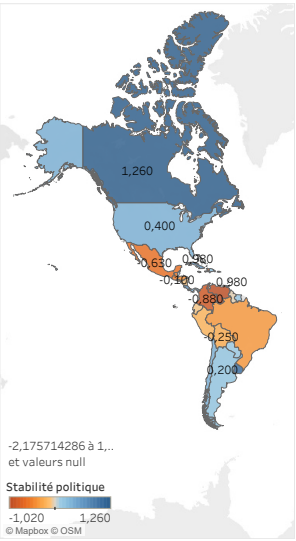 1,260
0,400
-0,630
0,980
-0,100
0,980
-0,880
-0,250
0,200
-2,175714286 à 1,..
et valeurs null
Stabilité politique
-1,020 1,260
© Mapbox © OSM